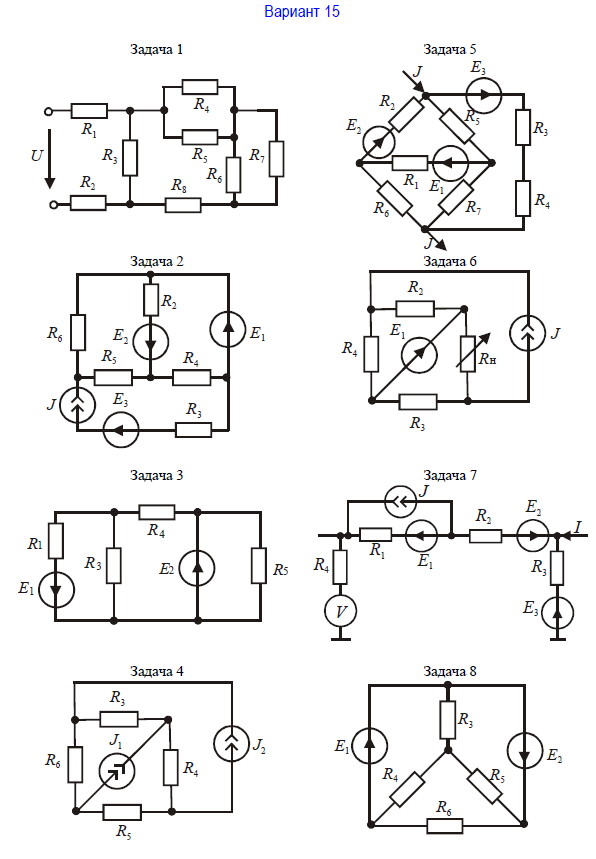 Вариант 15
Задача 1
R1
R2
R3
R4
R5
R6
R7
R8
U
Задача 5
J
E3
R2
R5
R3
E2
R1
E1
R6
R7
R4
J
Задача 2
R2
R6
E2
E1
R5
R4
J
E3
R3
Задача 6
R2
E1
R4
Rн
J
R3
Задача 3
R1
R4
R3
E2
R5
E1
Задача 7
J
E2
R2
I
R1
E1
R4
R3
V
E3
Задача 4
R3
J1
J2
R6
R4
R5
Задача 8
R3
E1
E2
R4
R5
R6